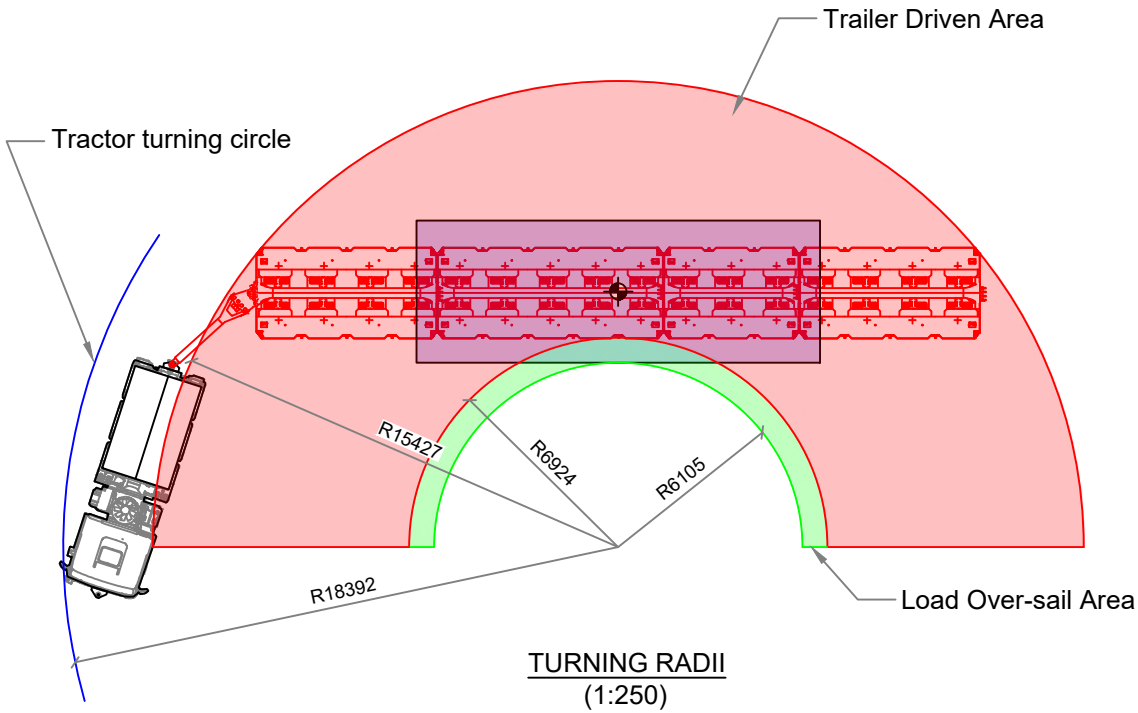 Trailer Driven Area
Tractor turning circle
R15427
R6924
R6105
R18392
Load Over-sail Area
TURNING RADII
(1:250)